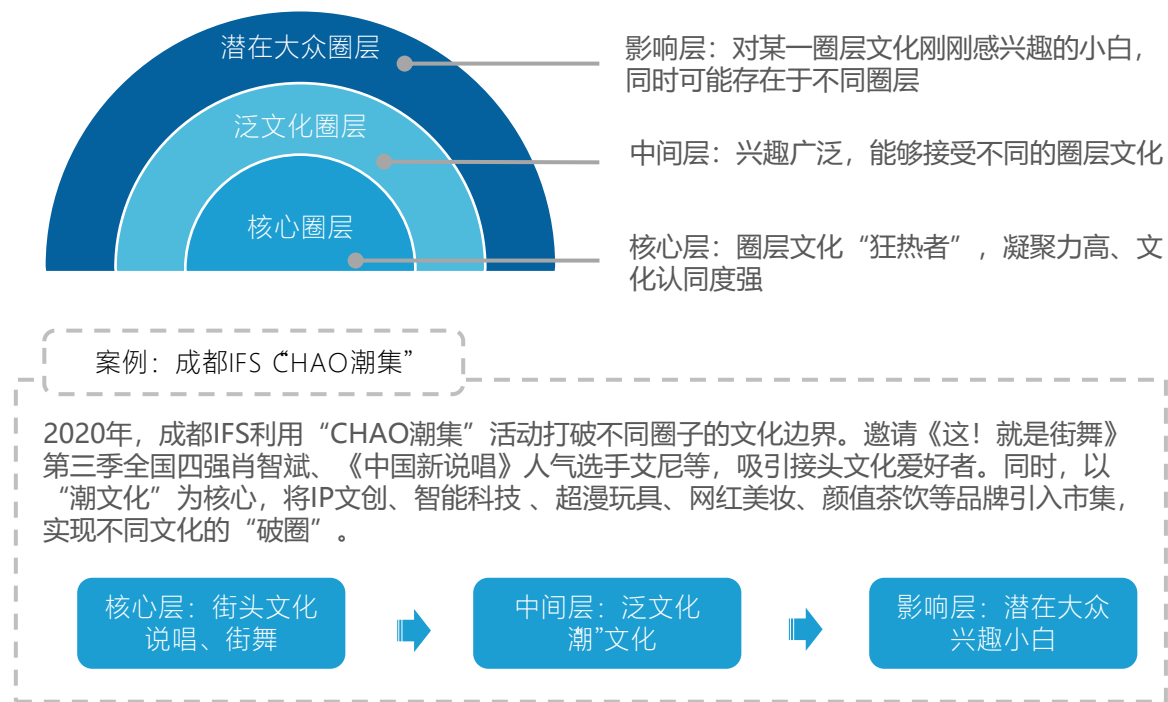 潜在大众圈层
泛文化圈层
核心圈层
影响层：对某一圈层文化刚刚感兴趣的小白，
同时可能存在于不同圈层
中间层：兴趣广泛，能够接受不同的圈层文化
核心层：圈层文化“狂热者”，凝聚力高、文
化认同度强
案例：成都IFS “CHAO潮集”
2020年，成都IFS利用“CHAO潮集”活动打破不同圈子的文化边界。邀请《这！就是街舞》
第三季全国四强肖智斌、《中国新说唱》人气选手艾尼等，吸引接头文化爱好者。同时，以
“潮文化”为核心，将IP文创、智能科技 、超漫玩具、网红美妆、颜值茶饮等品牌引入市集，
实现不同文化的“破圈”。
核心层：街头文化
说唱、街舞
中间层：泛文化
潮”文化
影响层：潜在大众
兴趣小白